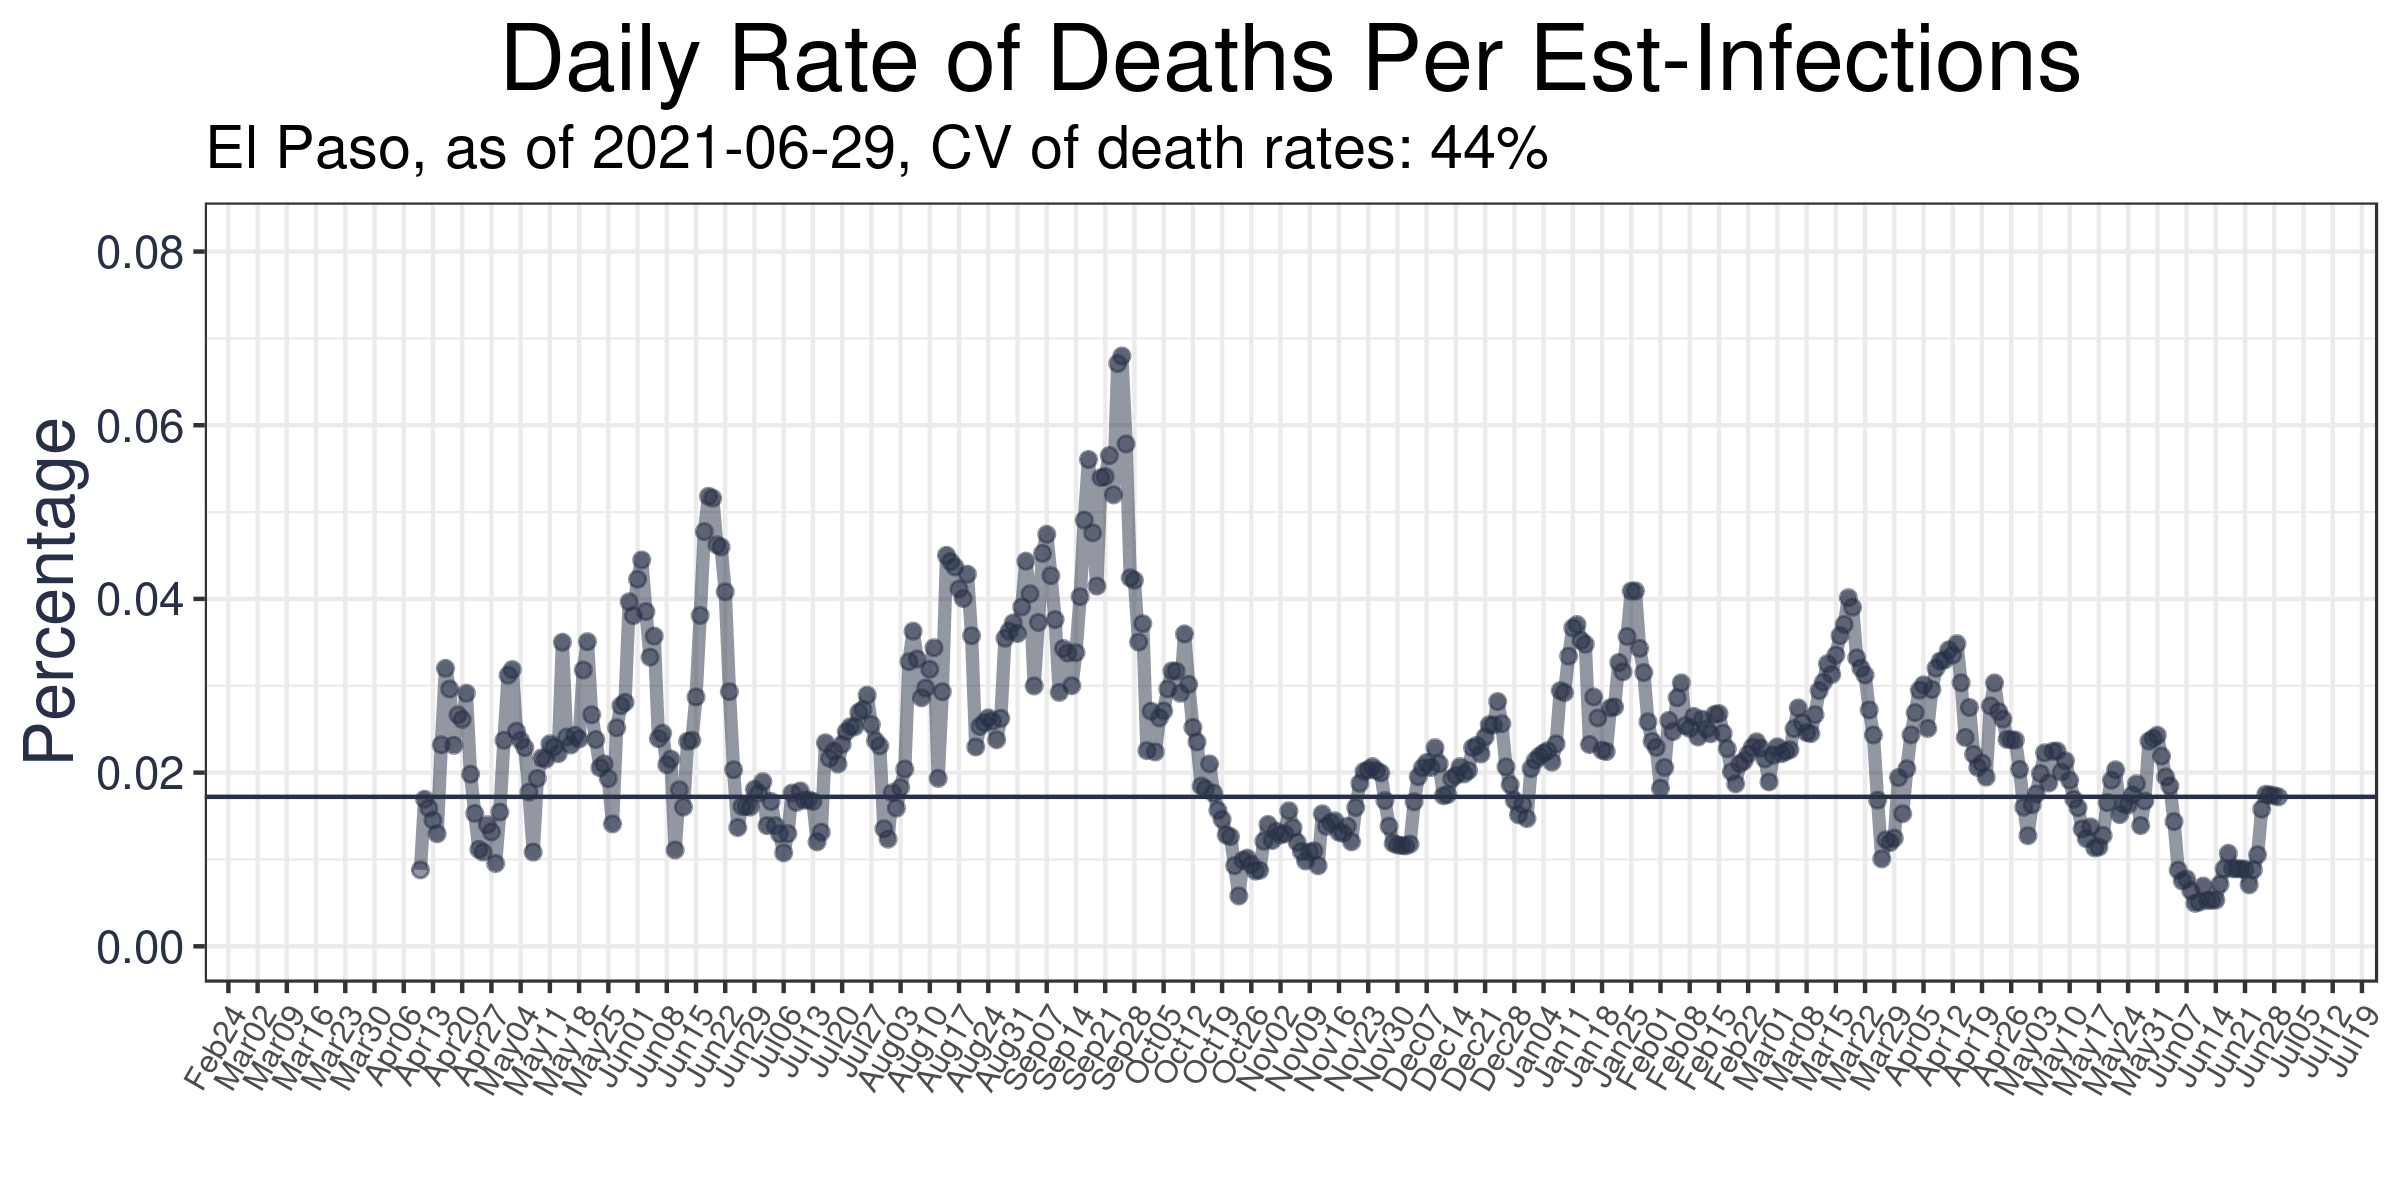 Daily Rate of Deaths Per Est-Infections
El Paso, as of 2021-06-29, CV of death rates: 44%
Percentage
0.08
0.06
0.04
0.02
0.00
Feb24
Mar02
Mar09
Mar16
Mar23
Mar30
Apr06
Apr13
Apr20
Apr27
May04
May11
May18
May25
Jun01
Jun08
Jun15
Jun22
Jun29
Jul06
Jul13
Jul20
Jul27
Aug03
Aug10
Aug17
Aug24
Aug31
Sep07
Sep14
Sep21
Sep28
Oct05
Oct12
Oct19
Oct26
Nov02
Nov09
Nov16
Nov23
Nov30
Dec07
Dec14
Dec21
Dec28
Jan04
Jan11
Jan18
Jan25
Feb01
Feb08
Feb15
Feb22
Mar01
Mar08
Mar15
Mar22
Mar29
Apr05
Apr12
Apr19
Apr26
May03
May10
May17
May24
May31
Jun07
Jun14
Jun21
Jun28
Jul05
Jul12
Jul19